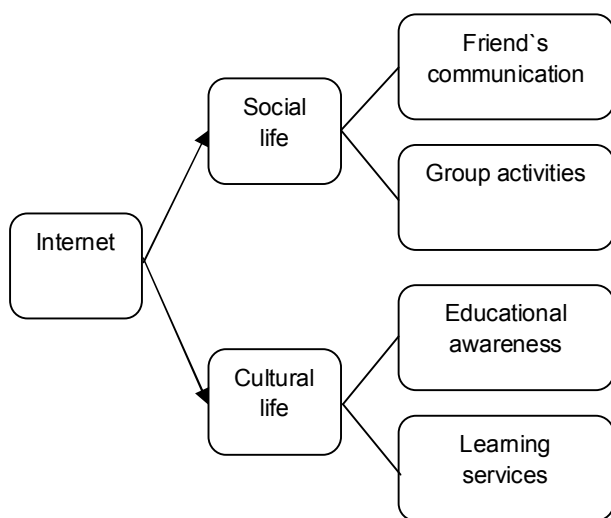 Friend`s
communication
Social
life
Group activities
Internet
Educational
awareness
Cultural
life
Learning
services